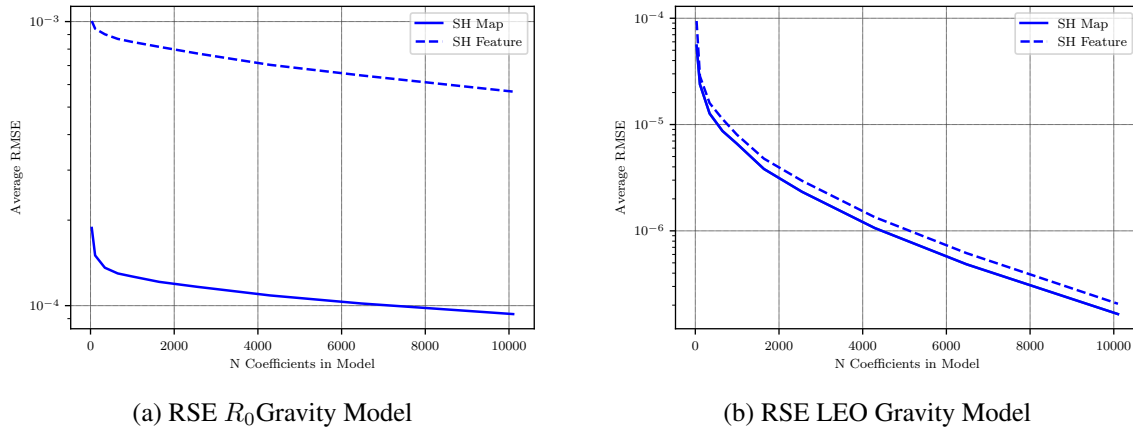 10⁻³
10⁻⁴
Average RMSE
0
2000
4000
6000
8000
10000
N Coefficients in Model
SH Map
SH Feature
(a) RSE R₀Gravity Model
10⁻⁴
10⁻⁵
10⁻⁶
Average RMSE
0
2000
4000
6000
8000
10000
N Coefficients in Model
SH Map
SH Feature
(b) RSE LEO Gravity Model